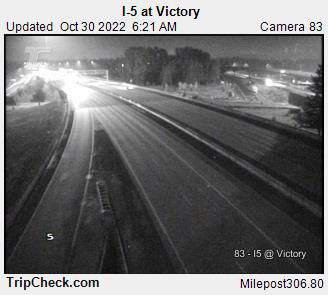 I-5 at Victory
Updated Oct 30 2022 6:21 AM Camera 83
S
83 - I5 @ Victory
TripCheck.com Milepost306.80